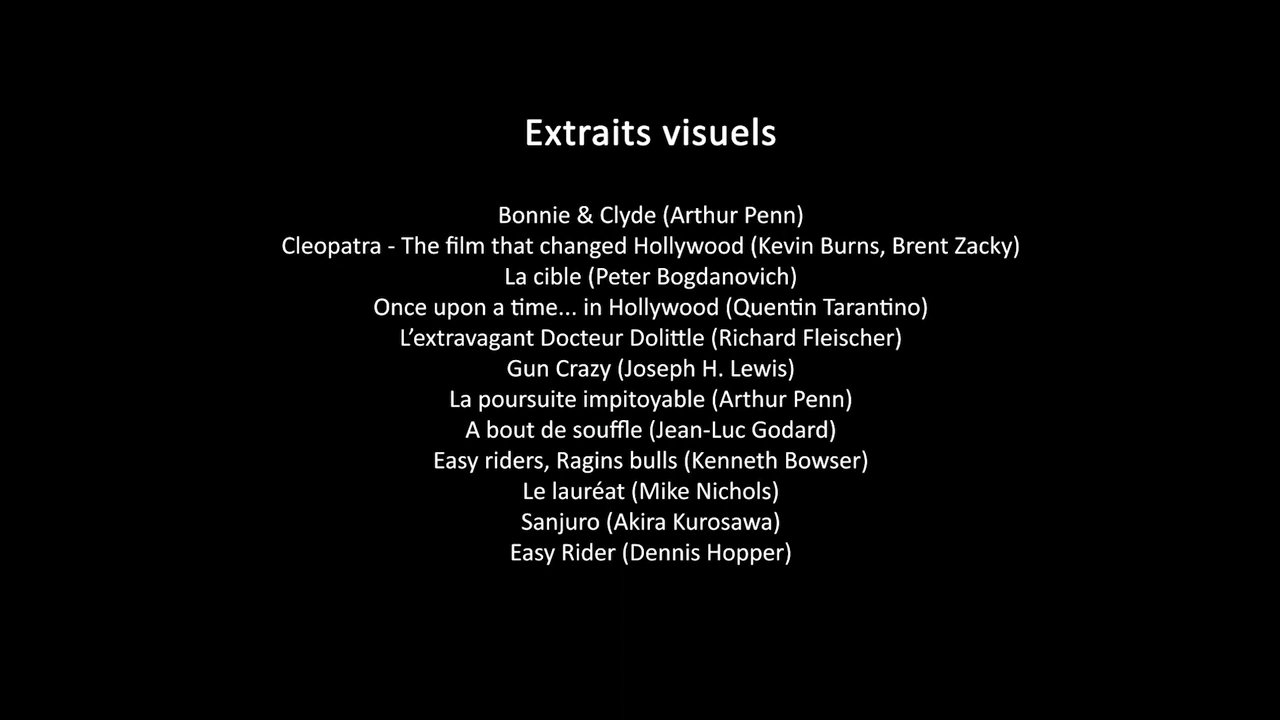 Extraits visuels
Bonnie & Clyde (Arthur Penn)
Cleopatra - The film that changed Hollywood (Kevin Burns, Brent Zacky)
La cible (Peter Bogdanovich)
Once upon a time... in Hollywood (Quentin Tarantino)
L’extravagant Docteur Dolittle (Richard Fleischer)
Gun Crazy (Joseph H. Lewis)
La poursuite impitoyable (Arthur Penn)
A bout de souffle (Jean-Luc Godard)
Easy riders, Ragins bulls (Kenneth Bowser)
Le lauréat (Mike Nichols)
Sanjuro (Akira Kurosawa)
Easy Rider (Dennis Hopper)